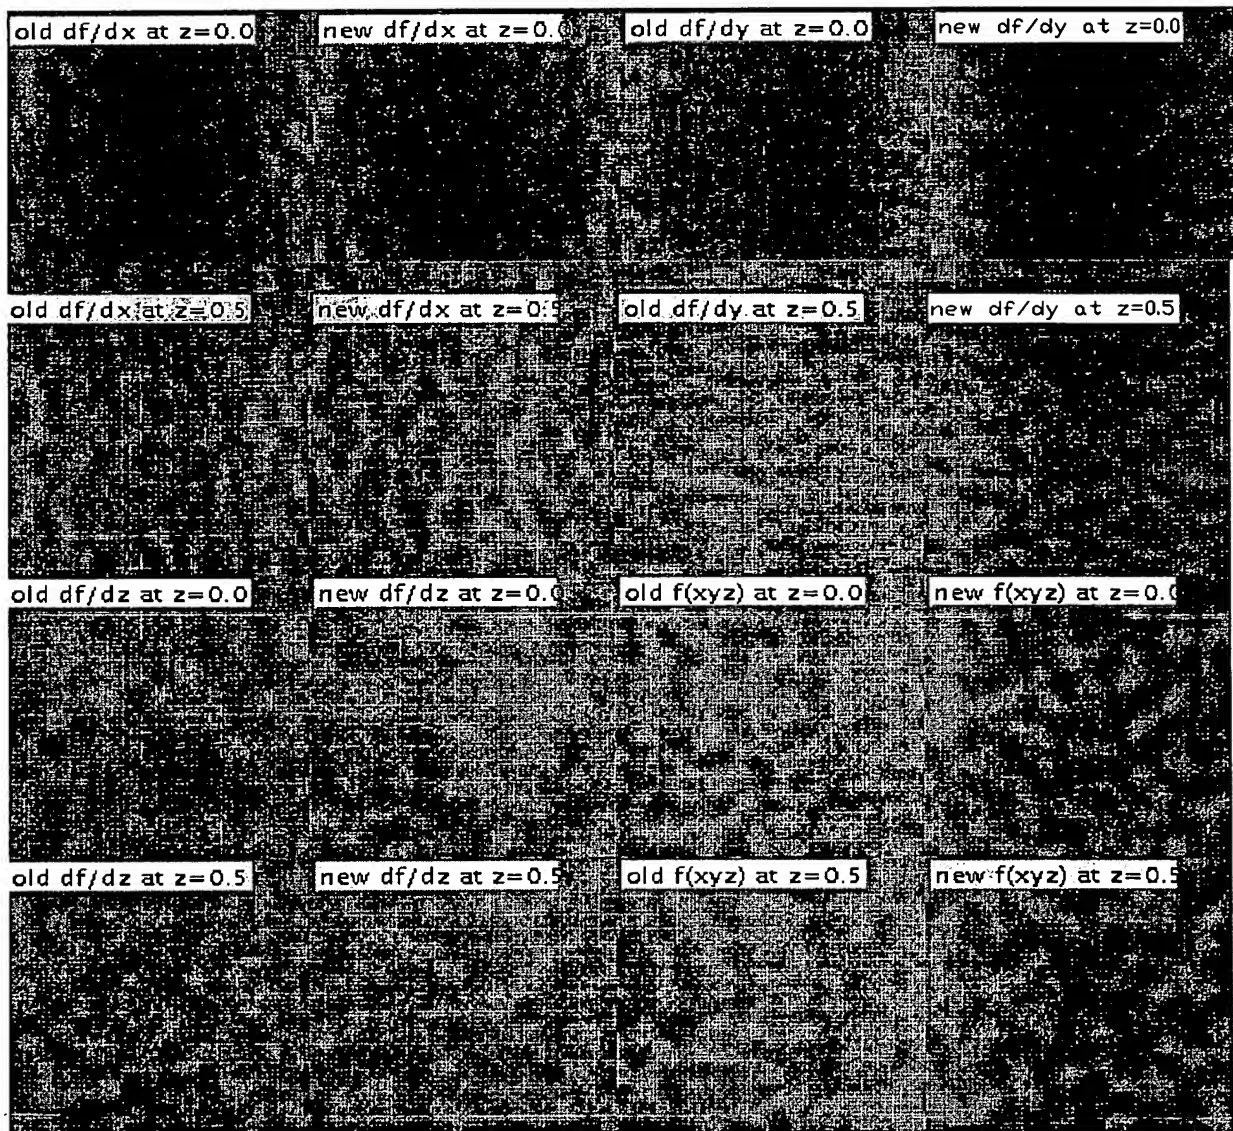 old df/dx at z=0.0
new df/dx at z=0.0
old df/dy at z=0.0
new df/dy at z=0.0
old df/dx at z=0.5
new df/dx at z=0.5
old df/dy at z=0.5
new df/dy at z=0.5
old df/dz at z=0.0
new df/dz at z=0.0
old f(xyz) at z=0.0
new f(xyz) at z=0.0
old df/dz at z=0.5
new df/dz at z=0.5
old f(xyz) at z=0.5
new f(xyz) at z=0.5